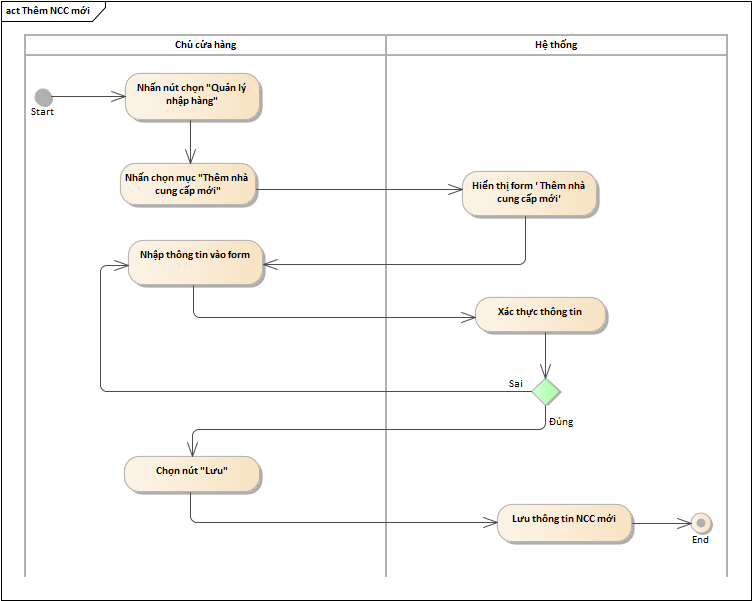 act Thêm NCC mới
Chủ cửa hàng
Hệ thống
Start
Nhấn nút chọn "Quản lý
nhập hàng"
Nhấn chọn mục "Thêm nhà
cung cấp mới"
Hiển thị form ' Thêm nhà
cung cấp mới'
Nhập thông tin vào form
Xác thực thông tin
Sai
Đúng
Chọn nút "Lưu"
Lưu thông tin NCC mới
End